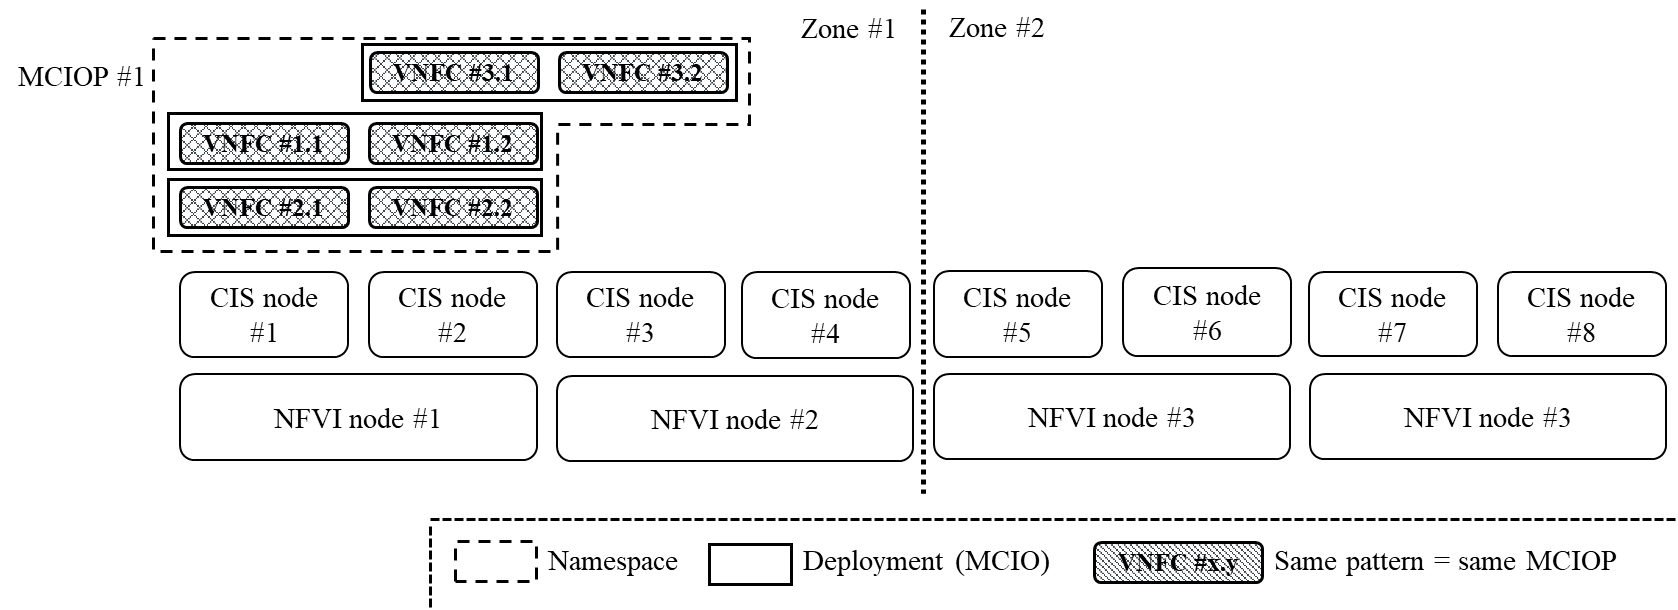 Zone #1
Zone #2
MCIOP #1
VNFC #3.1
VNFC #3.2
VNFC #1.1
VNFC #1.2
VNFC #2.1
VNFC #2.2
CIS node
#1
CIS node
#2
CIS node
#3
CIS node
#4
CIS node
#5
CIS node
#6
CIS node
#7
CIS node
#8
NFVI node #1
NFVI node #2
NFVI node #3
NFVI node #3
Namespace
Deployment (MCIO)
VNFC #x.y
Same pattern = same MCIOP